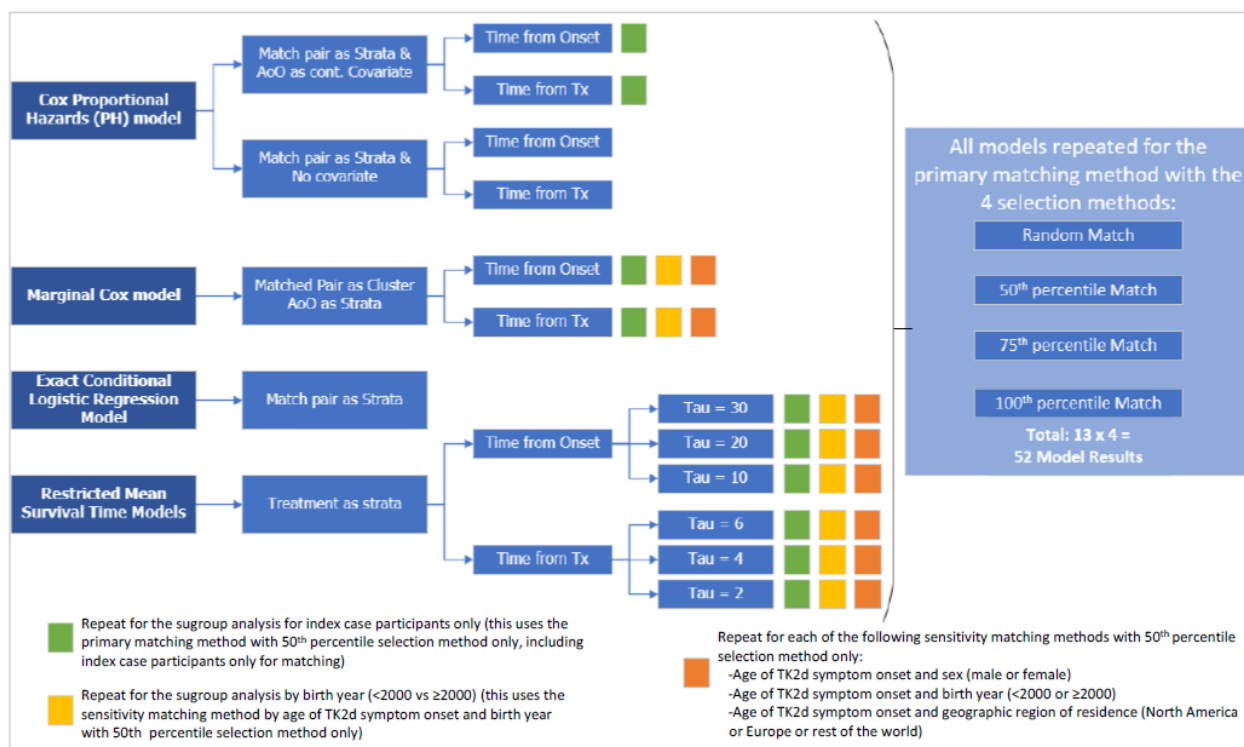 Cox Proportional
Hazards (PH) model
Match pair as Strata &
AoO as cont. Covariate
Time from Onset
Time from Tx
Match pair as Strata &
No covariate
Time from Onset
Time from Tx
Marginal Cox model
Matched Pair as Cluster
AoO as Strata
Time from Onset
Time from Tx
Exact Conditional
Logistic Regression
Model
Match pair as Strata
Restricted Mean
Survival Time Models
Treatment as strata
Time from Onset
Tau = 30
Tau = 20
Tau = 10
Time from Tx
Tau = 6
Tau = 4
Tau = 2
All models repeated for the
primary matching method with the
4 selection methods:
Random Match
50th percentile Match
75th percentile Match
100th percentile Match
Total: 13 x 4 =
52 Model Results
Repeat for the sugroup analysis for index case participants only (this uses the
primary matching method with 50th percentile selection method only, including
index case participants only for matching)
Repeat for the sugroup analysis by birth year (<2000 vs ≥2000) (this uses the
sensitivity matching method by age of TK2d symptom onset and birth year
with 50th percentile selection method only)
Repeat for each of the following sensitivity matching methods with 50th percentile
selection method only:
-Age of TK2d symptom onset and sex (male or female)
-Age of TK2d symptom onset and birth year (<2000 or ≥2000)
-Age of TK2d symptom onset and geographic region of residence (North America
or Europe or rest of the world)